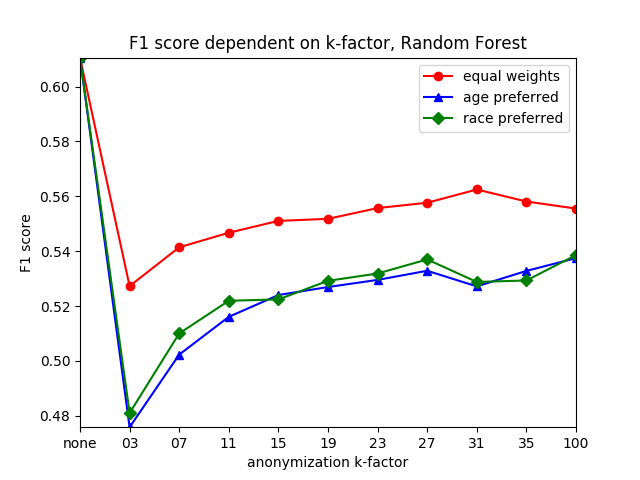 F1 score dependent on k-factor, Random Forest
equal weights
age preferred
race preferred
F1 score
0.60
0.58
0.56
0.54
0.52
0.50
0.48
none 03 07 11 15 19 23 27 31 35 100
anonymization k-factor